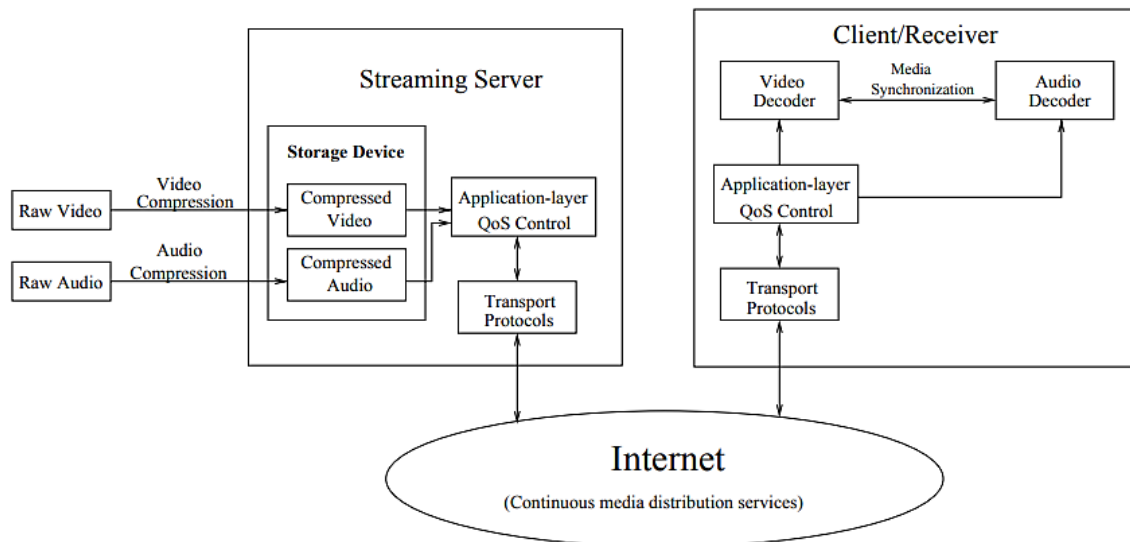 Streaming Server
Storage Device
Raw Video
Video
Compression
Compressed
Video
Application-layer
QoS Control
Raw Audio
Audio
Compression
Compressed
Audio
Transport
Protocols
Client/Receiver
Video
Decoder
Media
Synchronization
Audio
Decoder
Application-layer
QoS Control
Transport
Protocols
Internet
(Continuous media distribution services)